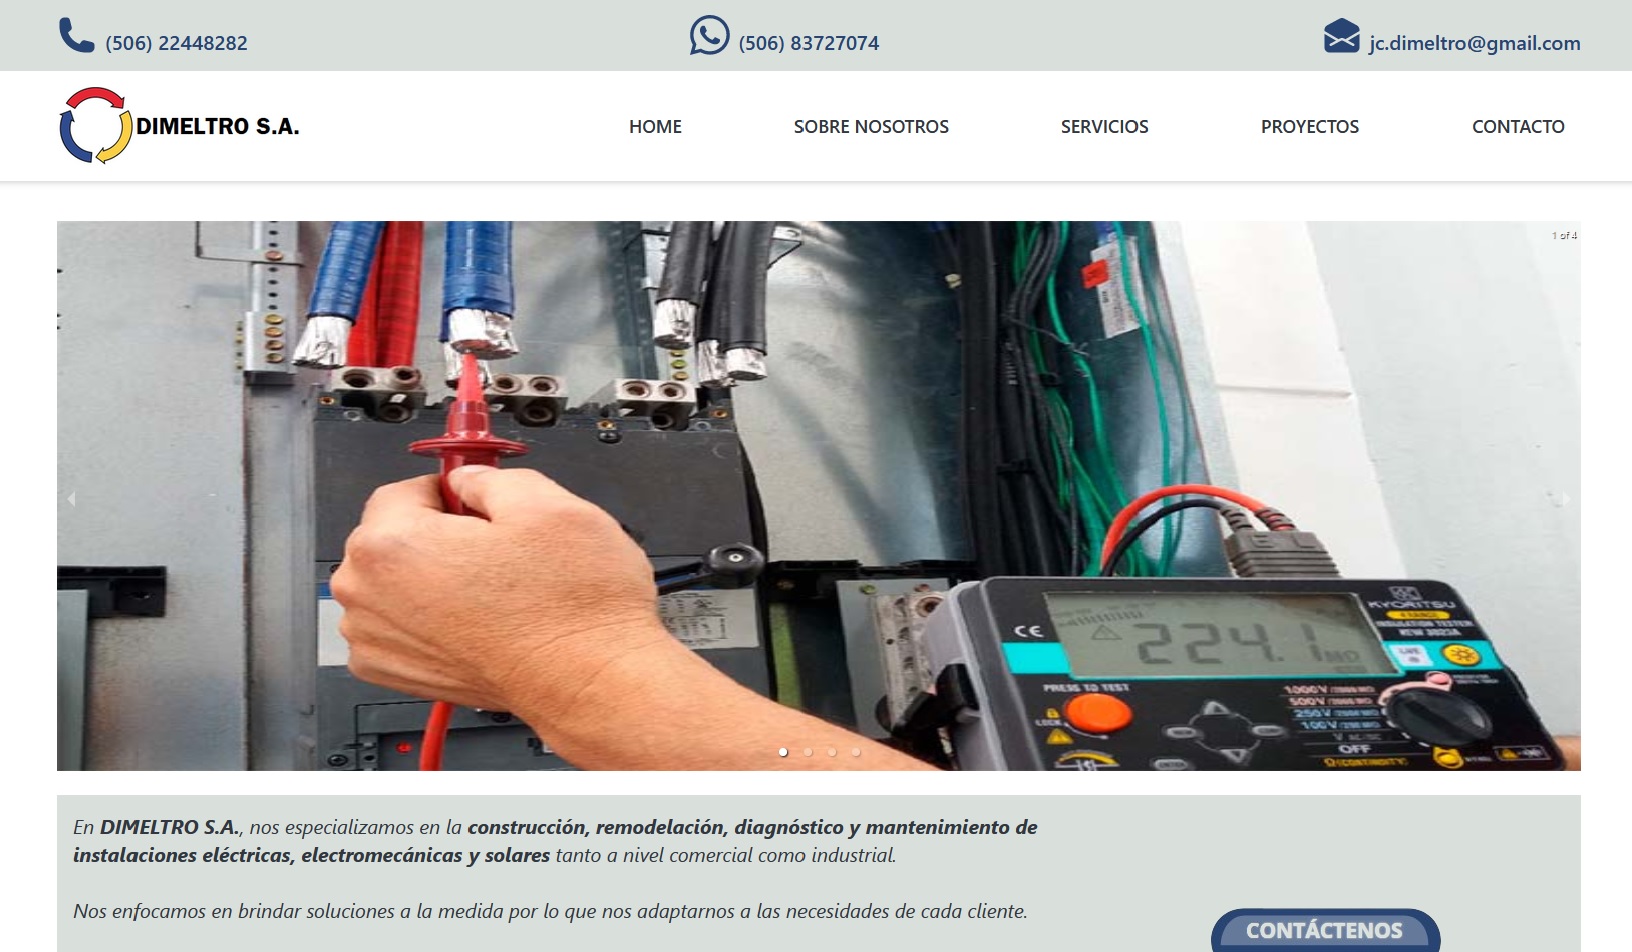 (506) 22448282
(506) 83727074
jc.dimeltro@gmail.com
DIMELTRO S.A.
HOME
SOBRE NOSOTROS
SERVICIOS
PROYECTOS
CONTACTO
1 of 4
CE
224.1
KYORITSU
INSULATION TESTER
PRESS TO TEST
LOCK
1000V
500V
250V
100V
OFF
En DIMELTRO S.A., nos especializamos en la construcción, remodelación, diagnóstico y mantenimiento de
instalaciones eléctricas, electromecánicas y solares tanto a nivel comercial como industrial.
Nos enfocamos en brindar soluciones a la medida por lo que nos adaptarnos a las necesidades de cada cliente.
CONTÁCTENOS